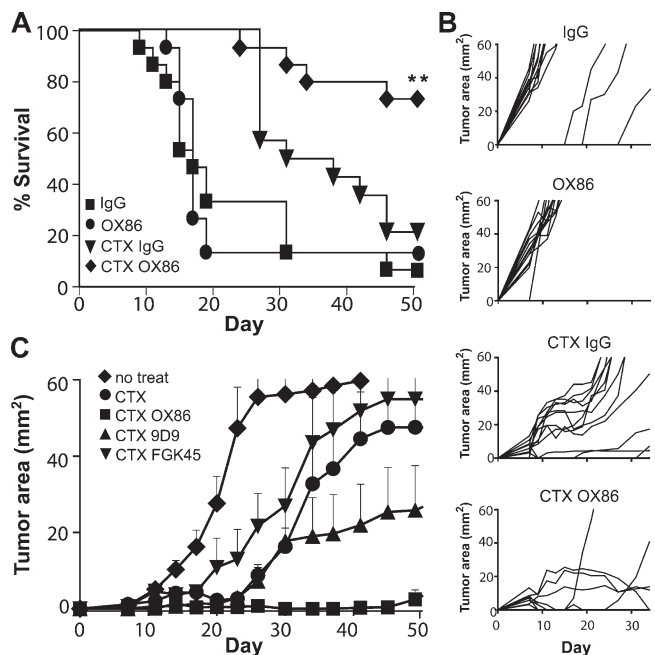 A
% Survival
100
80
60
40
20
0
0 10 20 30 40 50
Day
IgG
OX86
CTX IgG
CTX OX86
**
B
IgG
Tumor area (mm²)
60
40
20
0
OX86
Tumor area (mm²)
60
40
20
0
CTX IgG
Tumor area (mm²)
60
40
20
0
CTX OX86
Tumor area (mm²)
60
40
20
0
0 10 20 30
Day
C
Tumor area (mm²)
60
40
20
0
0 10 20 30 40 50
Day
no treat
CTX
CTX OX86
CTX 9D9
CTX FGK45